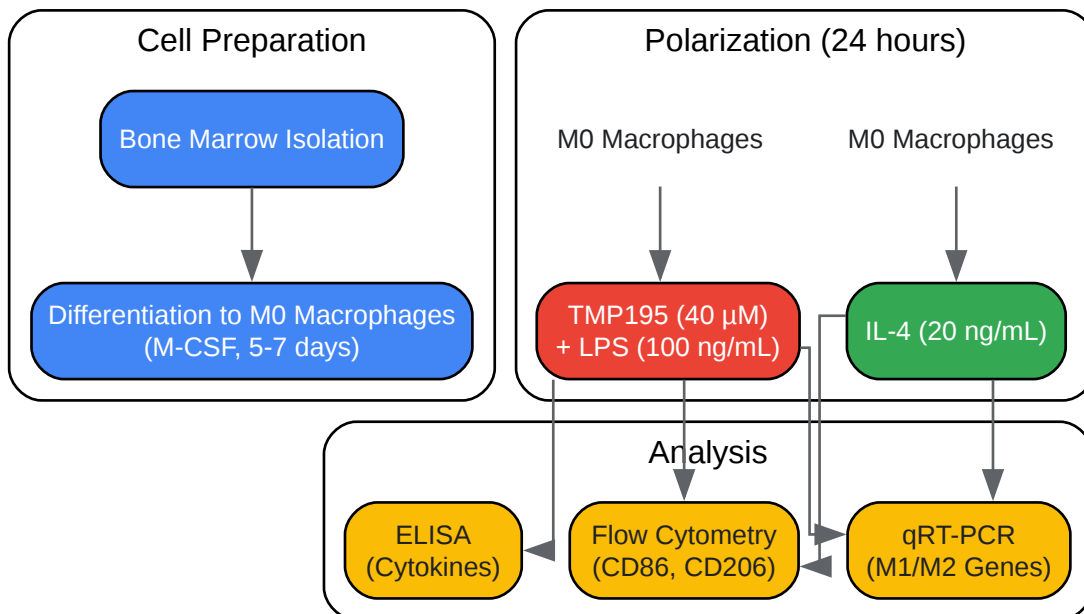 Cell Preparation
Bone Marrow Isolation
Differentiation to M0 Macrophages
(M-CSF, 5-7 days)
Polarization (24 hours)
M0 Macrophages
M0 Macrophages
TMP195 (40 µM)
+ LPS (100 ng/mL)
IL-4 (20 ng/mL)
Analysis
ELISA
(Cytokines)
Flow Cytometry
(CD86, CD206)
qRT-PCR
(M1/M2 Genes)